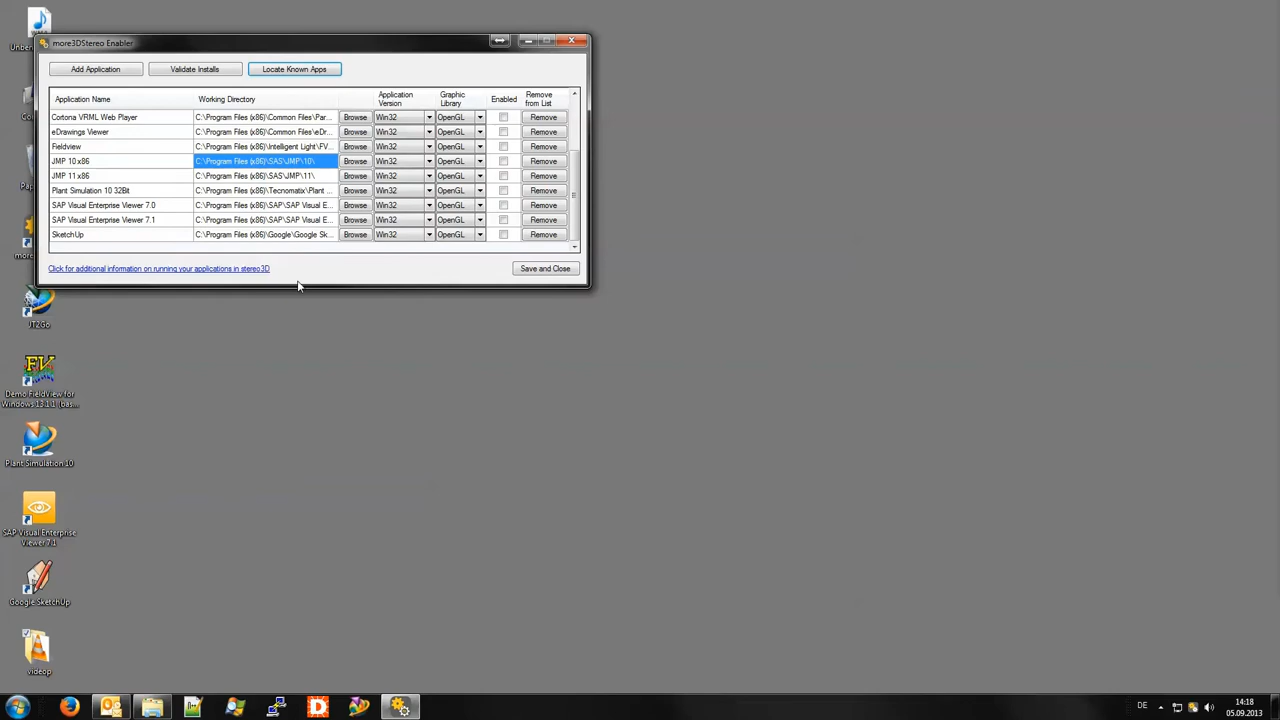 more3DStereo Enabler
Add Application
Validate Installs
Locate Known Apps
Application Name
Working Directory
Application Version
Graphic Library
Enabled
Remove from List
Cortona VRML Web Player C:\Program Files (x86)\Common Files\Par... Browse Win32 OpenGL Remove
eDrawings Viewer C:\Program Files (x86)\Common Files\eDr... Browse Win32 OpenGL Remove
Fieldview C:\Program Files (x86)\Intelligent Light\FV... Browse Win32 OpenGL Remove
JMP 10 x86 C:\Program Files (x86)\SAS\JMP\10\ Browse Win32 OpenGL Remove
JMP 11 x86 C:\Program Files (x86)\SAS\JMP\11\ Browse Win32 OpenGL Remove
Plant Simulation 10 32Bit C:\Program Files (x86)\Tecnomatix\Plant ... Browse Win32 OpenGL Remove
SAP Visual Enterprise Viewer 7.0 C:\Program Files (x86)\SAP\SAP Visual E... Browse Win32 OpenGL Remove
SAP Visual Enterprise Viewer 7.1 C:\Program Files (x86)\SAP\SAP Visual E... Browse Win32 OpenGL Remove
SketchUp C:\Program Files (x86)\Google\Google Sk... Browse Win32 OpenGL Remove
Click for additional information on running your applications in stereo3D
Save and Close
JT2Go
Demo FieldView for
Windows 13.1.1 (bas...
Plant Simulation 10
SAP Visual Enterprise
Viewer 7.1
Google SketchUp
videop
DE
14:18
05.09.2013